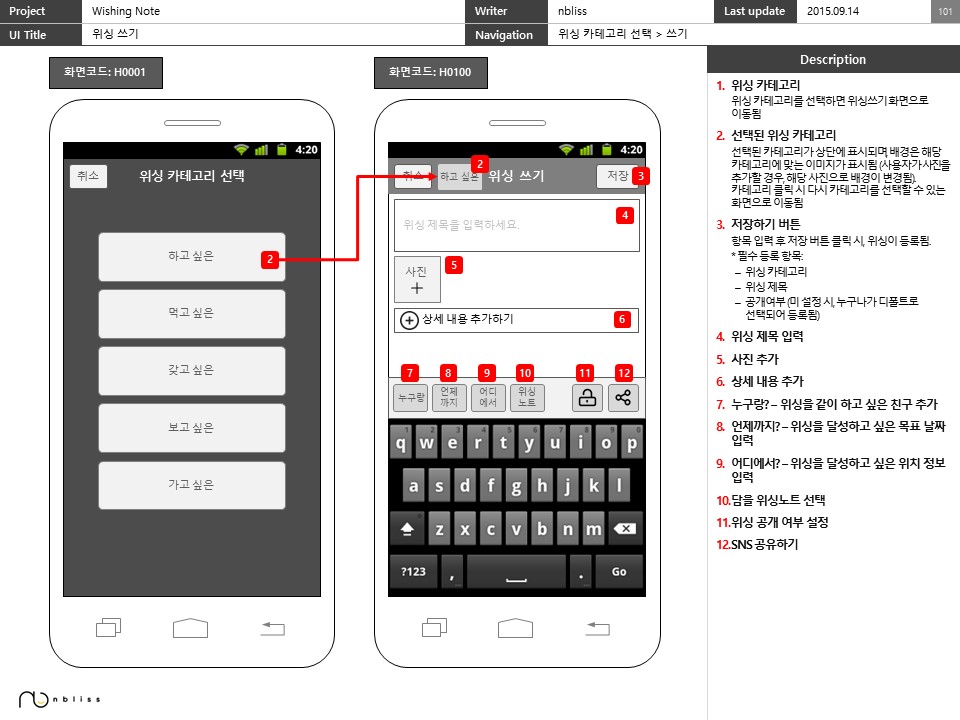 Project Wishing Note Writer nbliss Last update 2015.09.14 101
UI Title 위싱 쓰기 Navigation 위싱 카테고리 선택 > 쓰기
화면코드: H0001
4:20
취소 위싱 카테고리 선택
하고 싶은 2
먹고 싶은
갖고 싶은
보고 싶은
가고 싶은
화면코드: H0100
4:20
취소 하고 싶은 2 위싱 쓰기 저장 3
위싱 제목을 입력하세요. 4
사진 5
+
상세 내용 추가하기 6
7 8 9 10 11 12
누구랑 언제 어디 위싱
까지 에서 노트
1 2 3 4 5 6 7 8 9 0
q w e r t y u i o p
a s d f g h j k l
z x c v b n m
?123 , . Go
Description
1. 위싱 카테고리
위싱 카테고리를 선택하면 위싱쓰기 화면으로
이동됨
2. 선택된 위싱 카테고리
선택된 카테고리가 상단에 표시되며 배경은 해당
카테고리에 맞는 이미지가 표시됨 (사용자가 사진을
추가할 경우, 해당 사진으로 배경이 변경됨).
카테고리 클릭 시 다시 카테고리를 선택할 수 있는
화면으로 이동됨
3. 저장하기 버튼
항목 입력 후 저장 버튼 클릭 시, 위싱이 등록됨.
* 필수 등록 항목:
– 위싱 카테고리
– 위싱 제목
– 공개여부 (미 설정 시, 누구나가 디폴트로
선택되어 등록됨)
4. 위싱 제목 입력
5. 사진 추가
6. 상세 내용 추가
7. 누구랑? – 위싱을 같이 하고 싶은 친구 추가
8. 언제까지? – 위싱을 달성하고 싶은 목표 날짜
입력
9. 어디에서? – 위싱을 달성하고 싶은 위치 정보
입력
10.담을 위싱노트 선택
11.위싱 공개 여부 설정
12.SNS 공유하기
nbliss